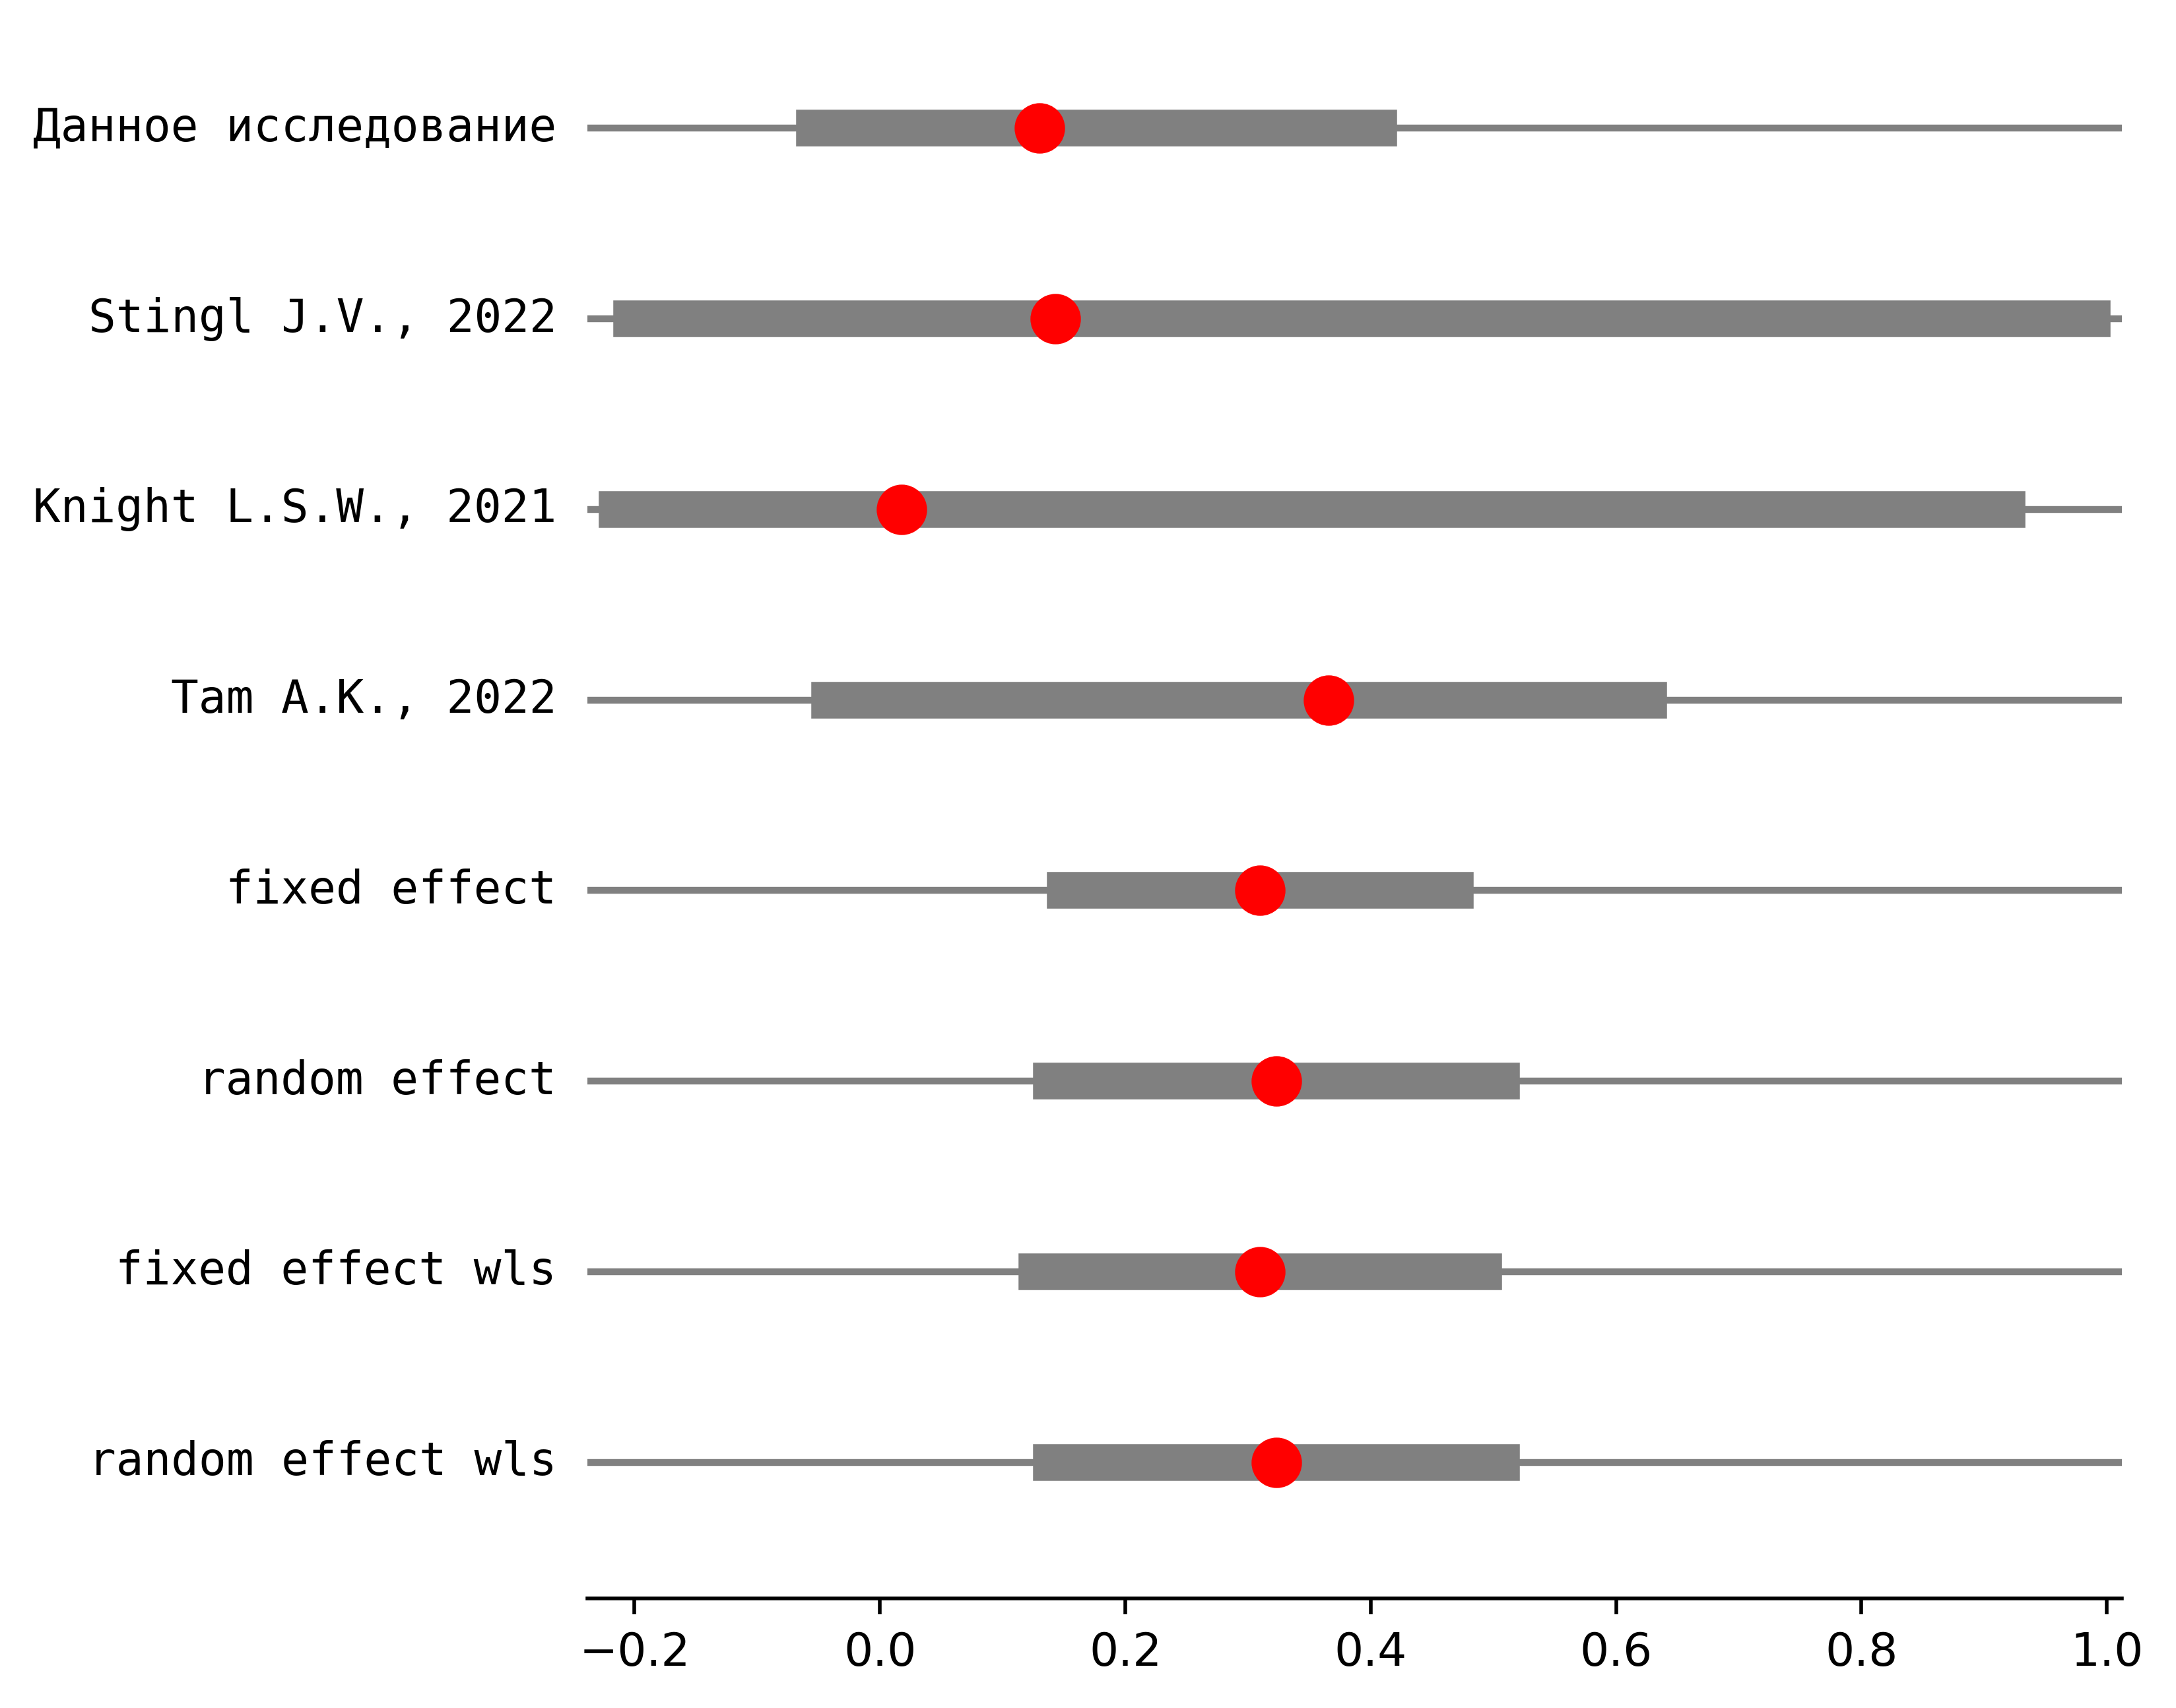 Данное исследование
Stingl J.V., 2022
Knight L.S.W., 2021
Tam A.K., 2022
fixed effect
random effect
fixed effect wls
random effect wls
−0.2 0.0 0.2 0.4 0.6 0.8 1.0